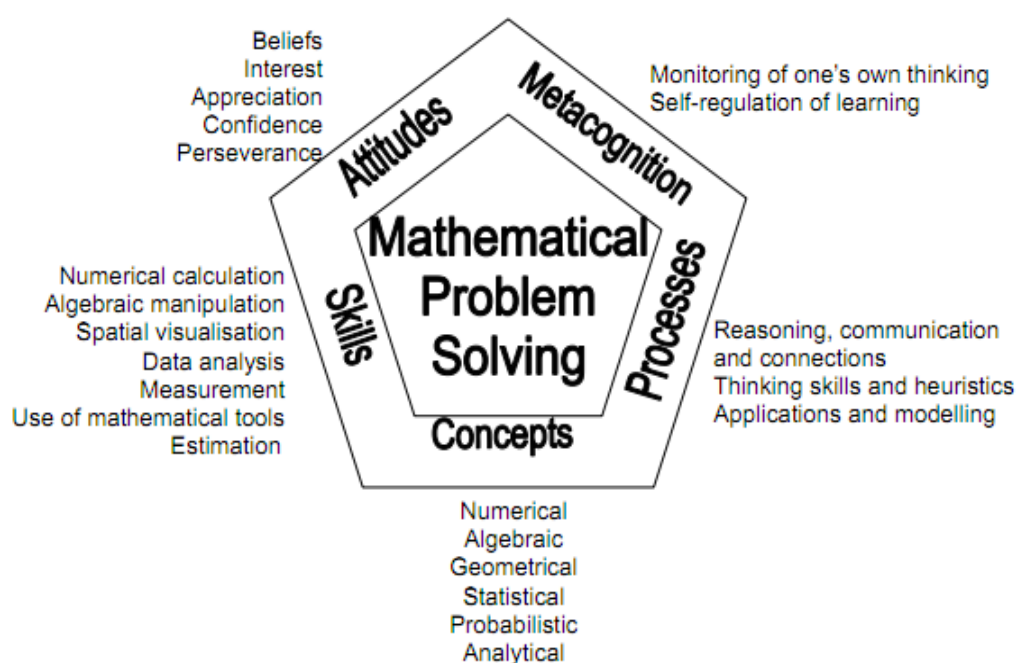 Beliefs
Interest
Appreciation
Confidence
Perseverance
Attitudes
Metacognition
Monitoring of one's own thinking
Self-regulation of learning
Mathematical
Problem
Solving
Numerical calculation
Algebraic manipulation
Spatial visualisation
Data analysis
Measurement
Use of mathematical tools
Estimation
Skills
Processes
Reasoning, communication
and connections
Thinking skills and heuristics
Applications and modelling
Concepts
Numerical
Algebraic
Geometrical
Statistical
Probabilistic
Analytical